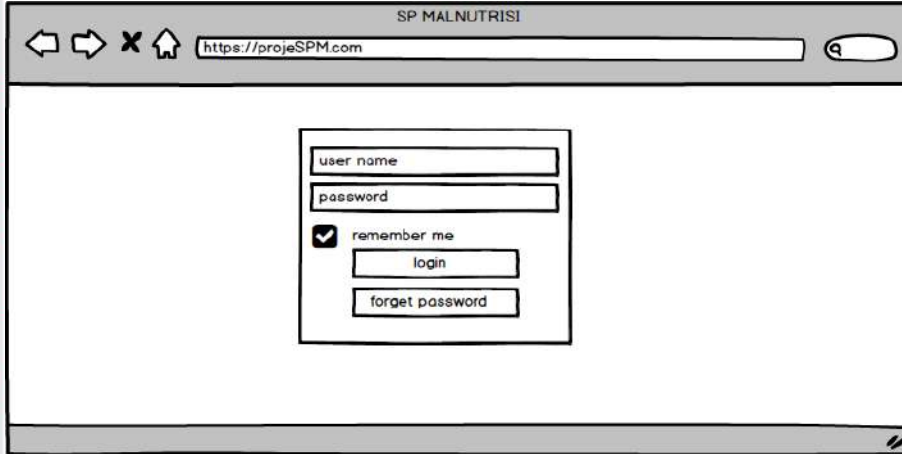 SP MALNUTRISI
https://projeSPM.com
user name
password
remember me
login
forget password